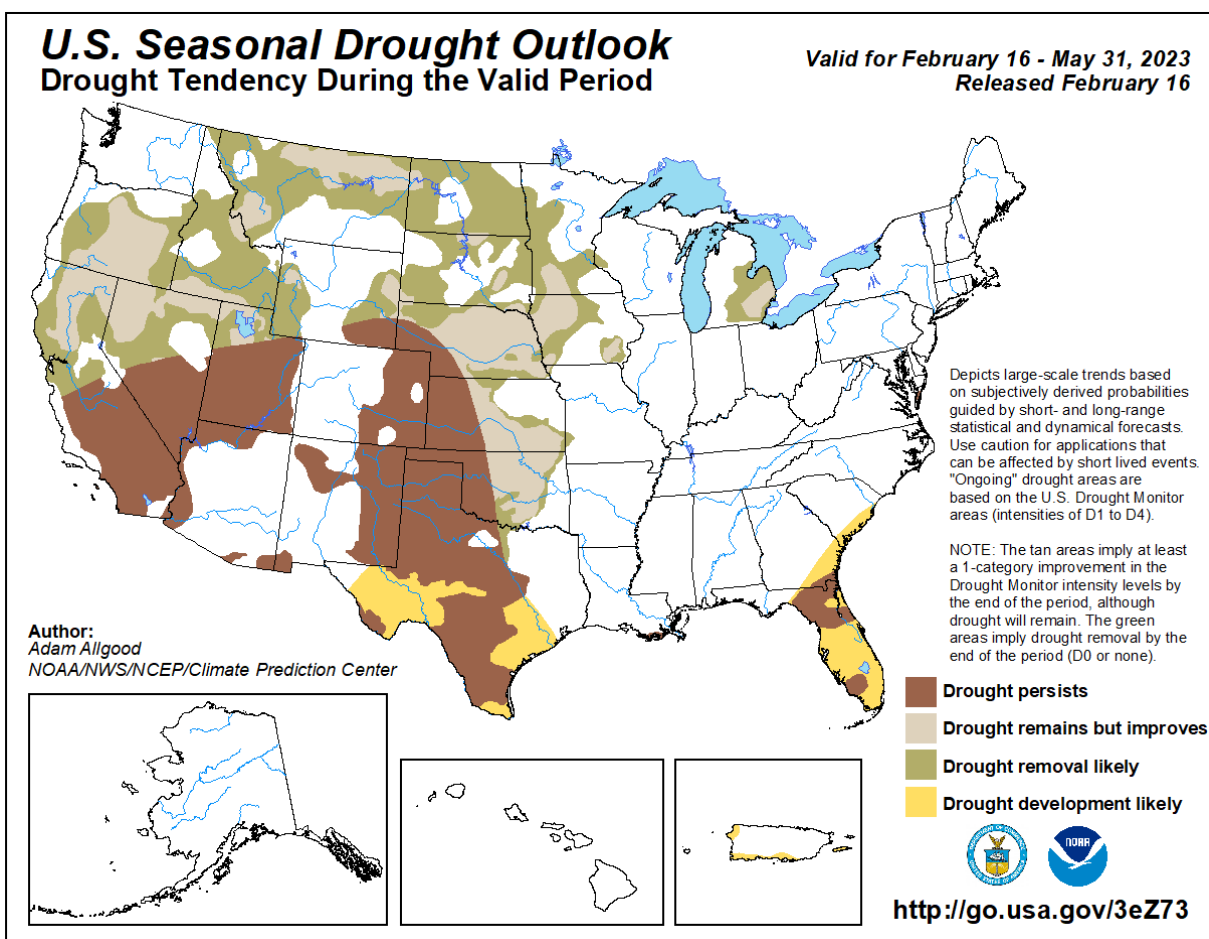 U.S. Seasonal Drought Outlook
Drought Tendency During the Valid Period
Valid for February 16 - May 31, 2023
Released February 16
Depicts large-scale trends based
on subjectively derived probabilities
guided by short- and long-range
statistical and dynamical forecasts.
Use caution for applications that
can be affected by short lived events.
"Ongoing" drought areas are
based on the U.S. Drought Monitor
areas (intensities of D1 to D4).
NOTE: The tan areas imply at least
a 1-category improvement in the
Drought Monitor intensity levels by
the end of the period, although
drought will remain. The green
areas imply drought removal by the
end of the period (D0 or none).
Author:
Adam Allgood
NOAA/NWS/NCEP/Climate Prediction Center
Drought persists
Drought remains but improves
Drought removal likely
Drought development likely
NOAA
http://go.usa.gov/3eZ73